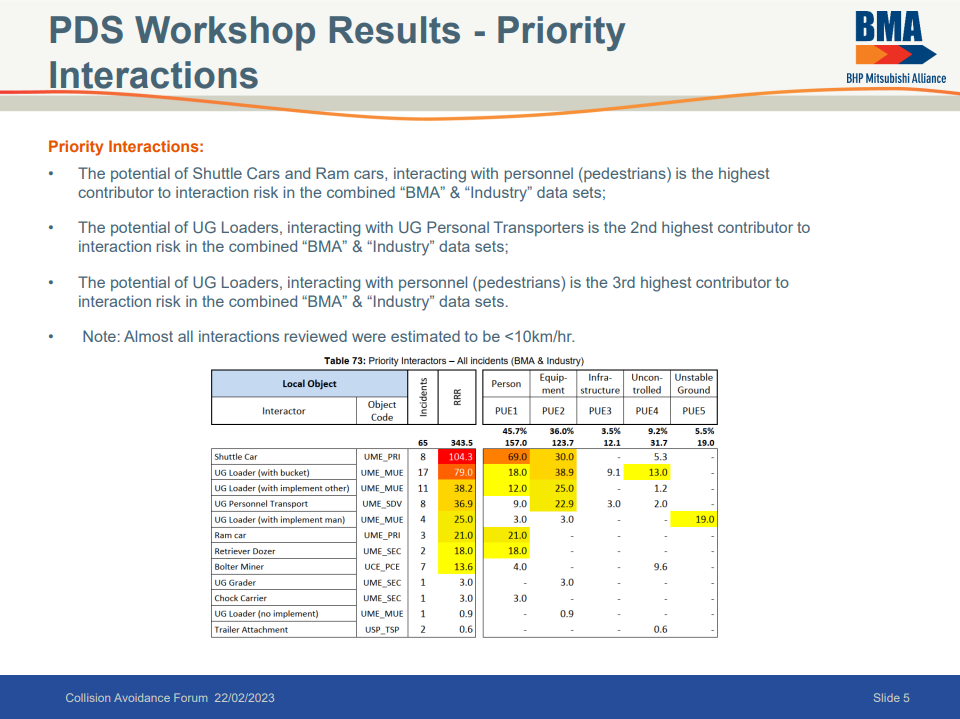 PDS Workshop Results - Priority
Interactions
BMA
BHP Mitsubishi Alliance
Priority Interactions:
• The potential of Shuttle Cars and Ram cars, interacting with personnel (pedestrians) is the highest
contributor to interaction risk in the combined “BMA” & “Industry” data sets;
• The potential of UG Loaders, interacting with UG Personal Transporters is the 2nd highest contributor to
interaction risk in the combined “BMA” & “Industry” data sets;
• The potential of UG Loaders, interacting with personnel (pedestrians) is the 3rd highest contributor to
interaction risk in the combined “BMA” & “Industry” data sets.
• Note: Almost all interactions reviewed were estimated to be <10km/hr.
Table 73: Priority Interactors – All incidents (BMA & Industry)
Local Object Incidents RRR Person Equip- Infra- Uncon- Unstable
ment structure trolled Ground
Interactor Object PUE1 PUE2 PUE3 PUE4 PUE5
Code
45.7% 36.0% 3.5% 9.2% 5.5%
65 343.5 157.0 123.7 12.1 31.7 19.0
Shuttle Car UME_PRI 8 104.3 69.0 30.0 - 5.3 -
UG Loader (with bucket) UME_MUE 17 79.0 18.0 38.9 9.1 13.0 -
UG Loader (with implement other) UME_MUE 11 38.2 12.0 25.0 - 1.2 -
UG Personnel Transport UME_SDV 8 36.9 9.0 22.9 3.0 2.0 -
UG Loader (with implement man) UME_MUE 4 25.0 3.0 3.0 - - 19.0
Ram car UME_PRI 3 21.0 21.0 - - - -
Retriever Dozer UME_SEC 2 18.0 18.0 - - - -
Bolter Miner UCE_PCE 7 13.6 4.0 - - 9.6 -
UG Grader UME_SEC 1 3.0 - 3.0 - - -
Chock Carrier UME_SEC 1 3.0 3.0 - - - -
UG Loader (no implement) UME_MUE 1 0.9 - 0.9 - - -
Trailer Attachment USP_TSP 2 0.6 - - - 0.6 -
Collision Avoidance Forum 22/02/2023
Slide 5